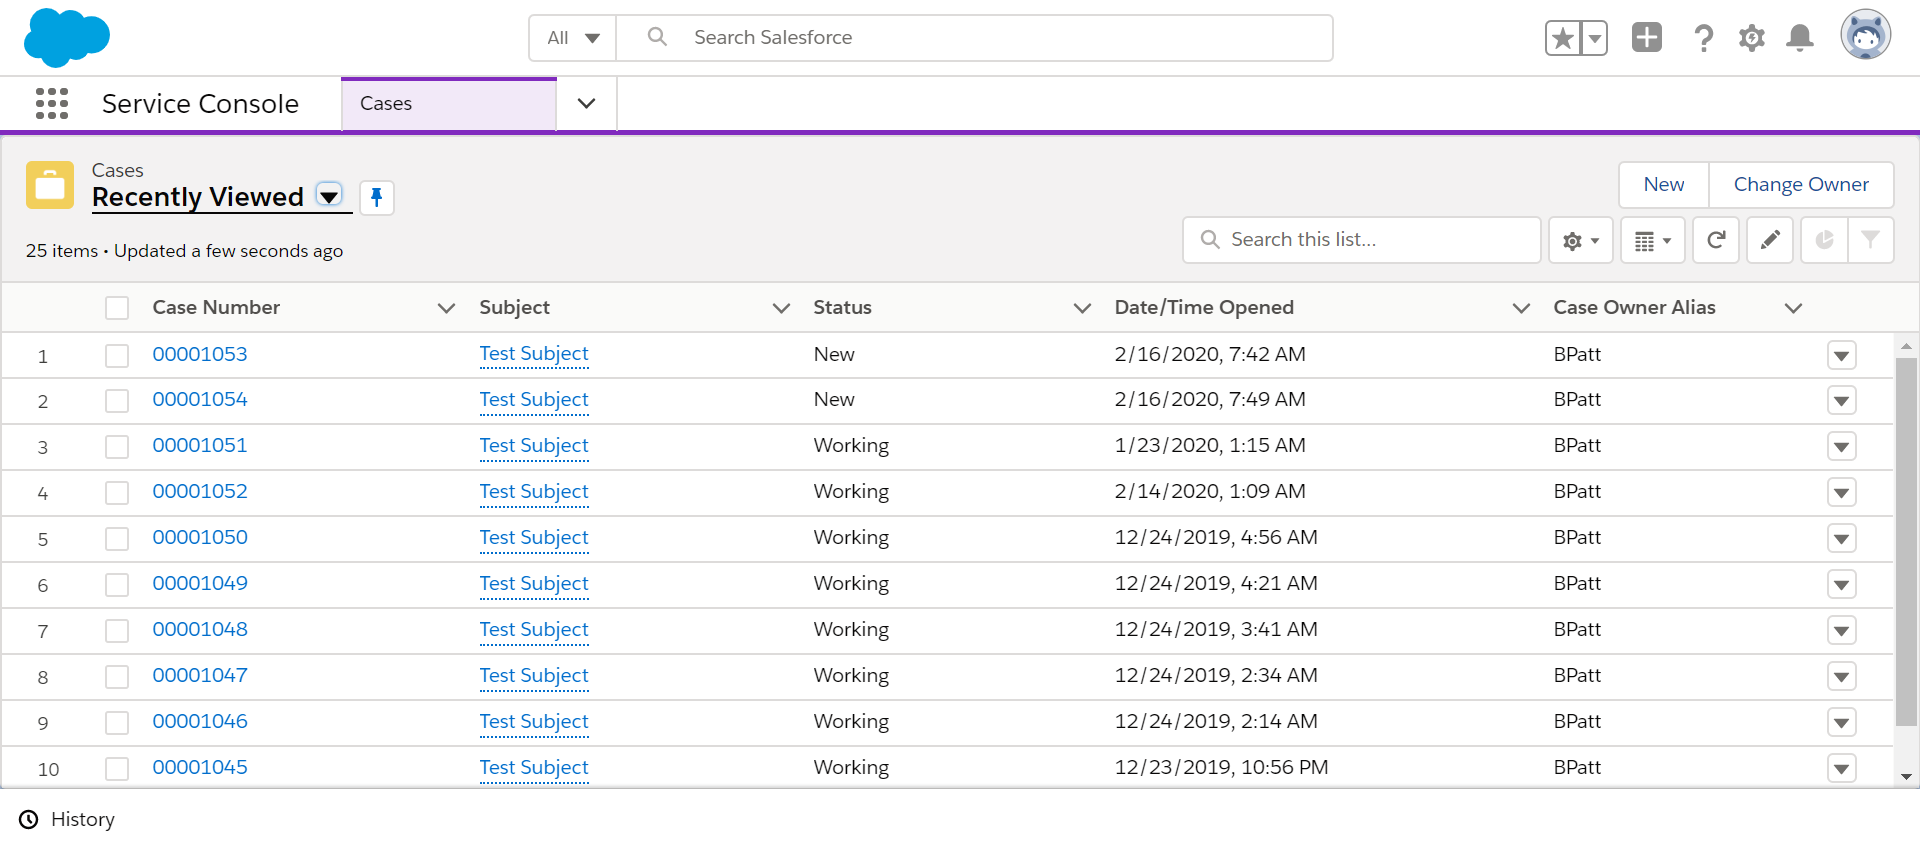 All
Search Salesforce
Service Console
Cases
Cases
Recently Viewed
New
Change Owner
25 items • Updated a few seconds ago
Search this list...
Case Number Subject Status Date/Time Opened Case Owner Alias
1 00001053 Test Subject New 2/16/2020, 7:42 AM BPatt
2 00001054 Test Subject New 2/16/2020, 7:49 AM BPatt
3 00001051 Test Subject Working 1/23/2020, 1:15 AM BPatt
4 00001052 Test Subject Working 2/14/2020, 1:09 AM BPatt
5 00001050 Test Subject Working 12/24/2019, 4:56 AM BPatt
6 00001049 Test Subject Working 12/24/2019, 4:21 AM BPatt
7 00001048 Test Subject Working 12/24/2019, 3:41 AM BPatt
8 00001047 Test Subject Working 12/24/2019, 2:34 AM BPatt
9 00001046 Test Subject Working 12/24/2019, 2:14 AM BPatt
10 00001045 Test Subject Working 12/23/2019, 10:56 PM BPatt
History